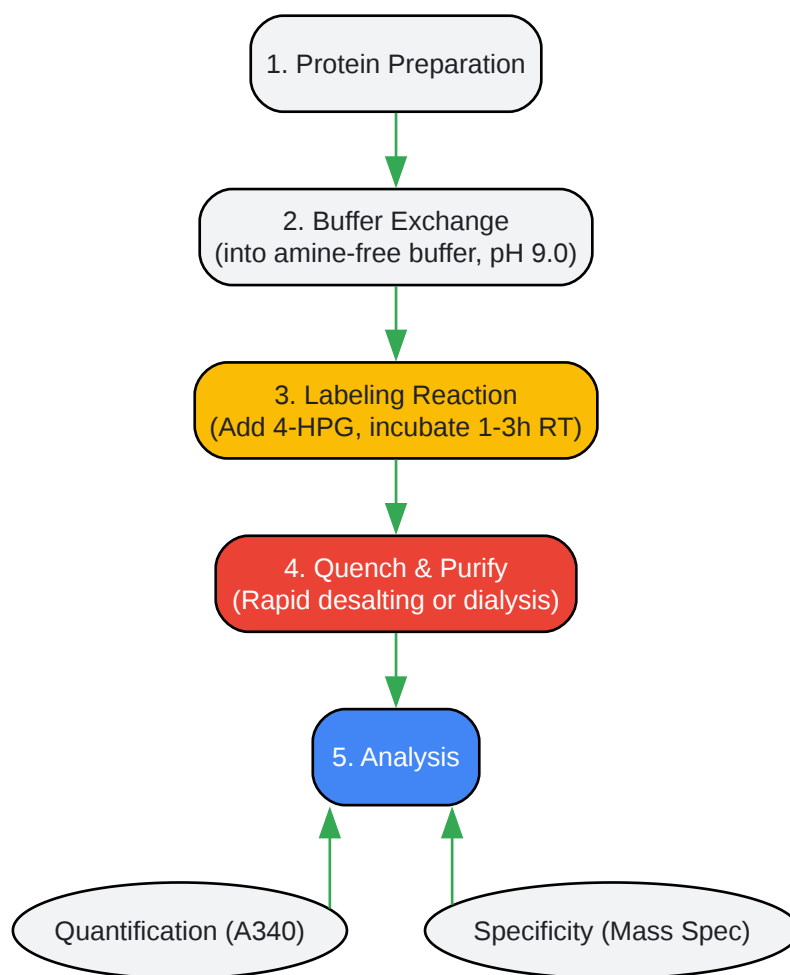 1. Protein Preparation
2. Buffer Exchange
(into amine-free buffer, pH 9.0)
3. Labeling Reaction
(Add 4-HPG, incubate 1-3h RT)
4. Quench & Purify
(Rapid desalting or dialysis)
5. Analysis
Quantification (A340)
Specificity (Mass Spec)